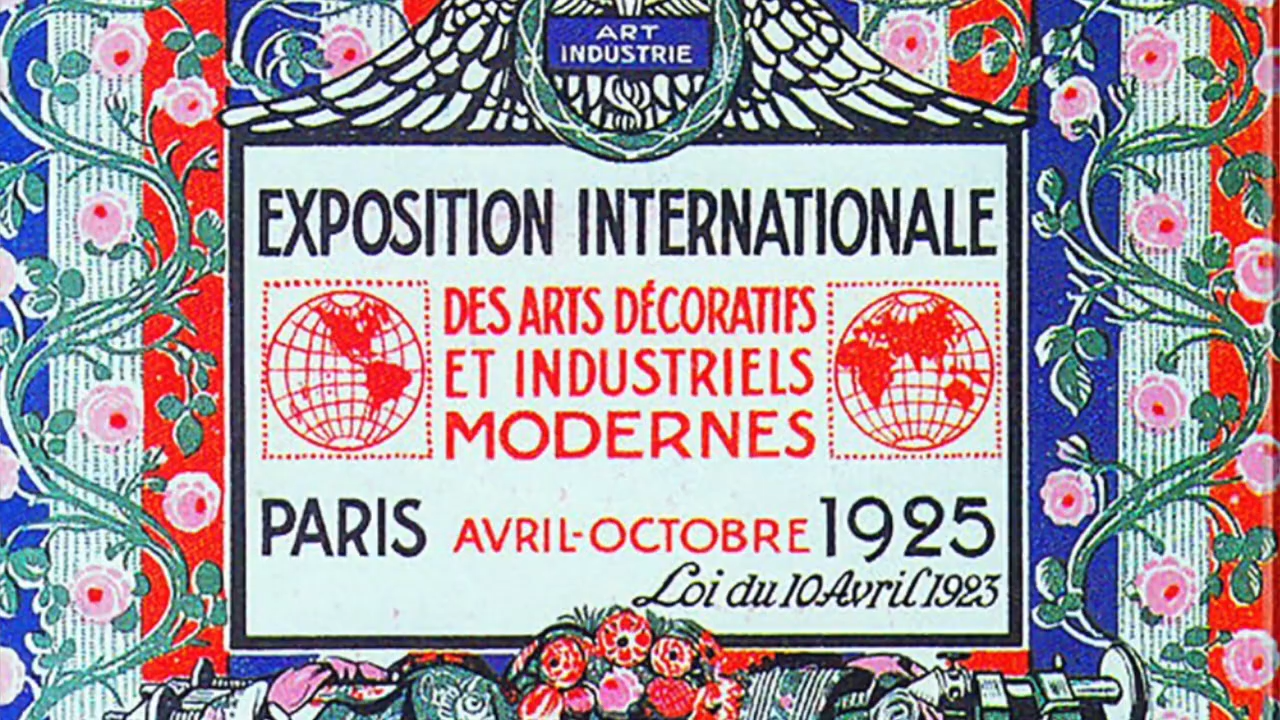 ART
INDUSTRIE
EXPOSITION INTERNATIONALE
DES ARTS DÉCORATIFS
ET INDUSTRIELS
MODERNES
PARIS AVRIL-OCTOBRE 1925
Loi du 10 Avril 1923